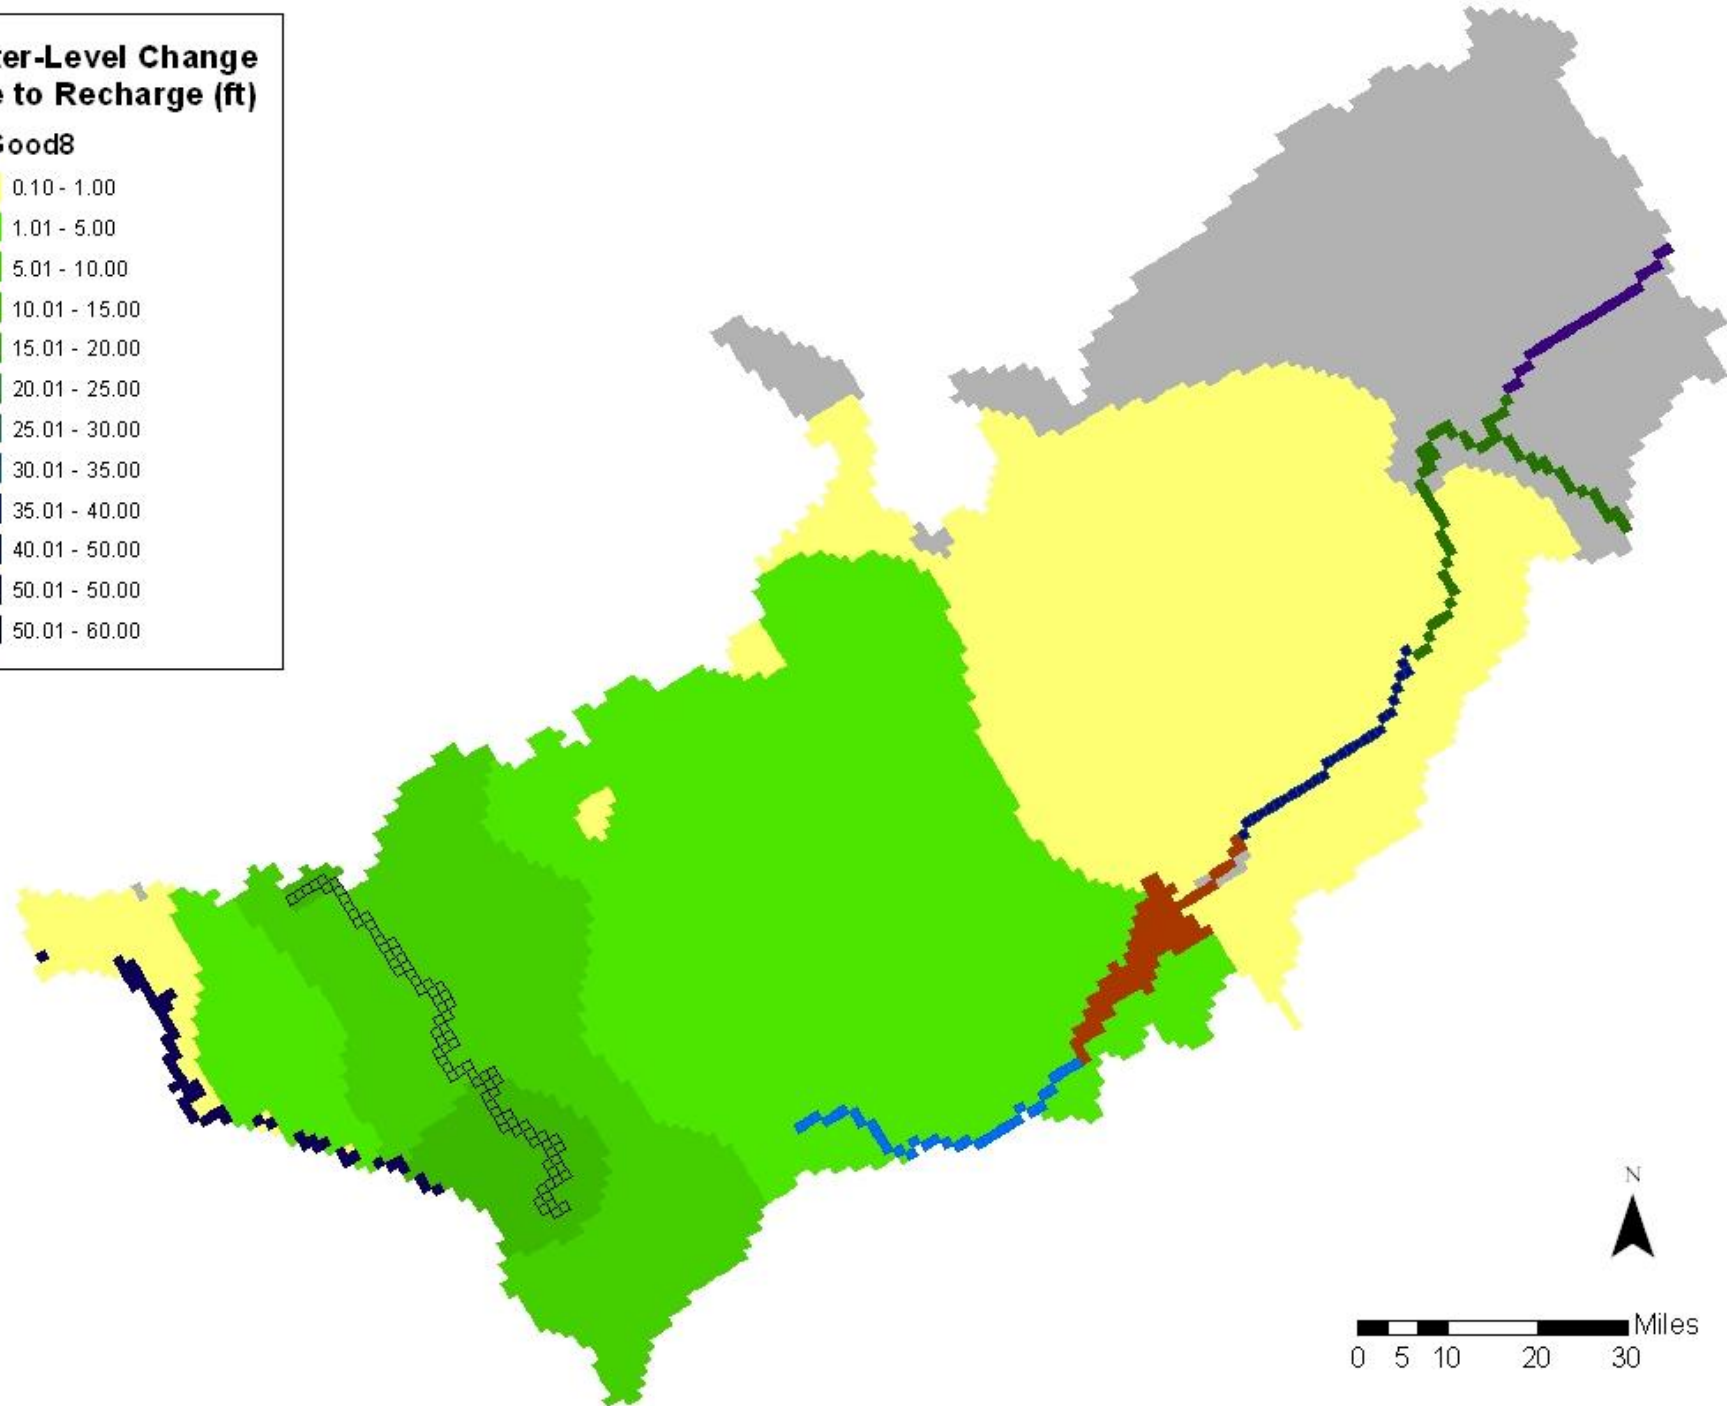 ter-Level Change
e to Recharge (ft)
Good8
0.10 - 1.00
1.01 - 5.00
5.01 - 10.00
10.01 - 15.00
15.01 - 20.00
20.01 - 25.00
25.01 - 30.00
30.01 - 35.00
35.01 - 40.00
40.01 - 50.00
50.01 - 50.00
50.01 - 60.00
N
Miles
0 5 10 20 30